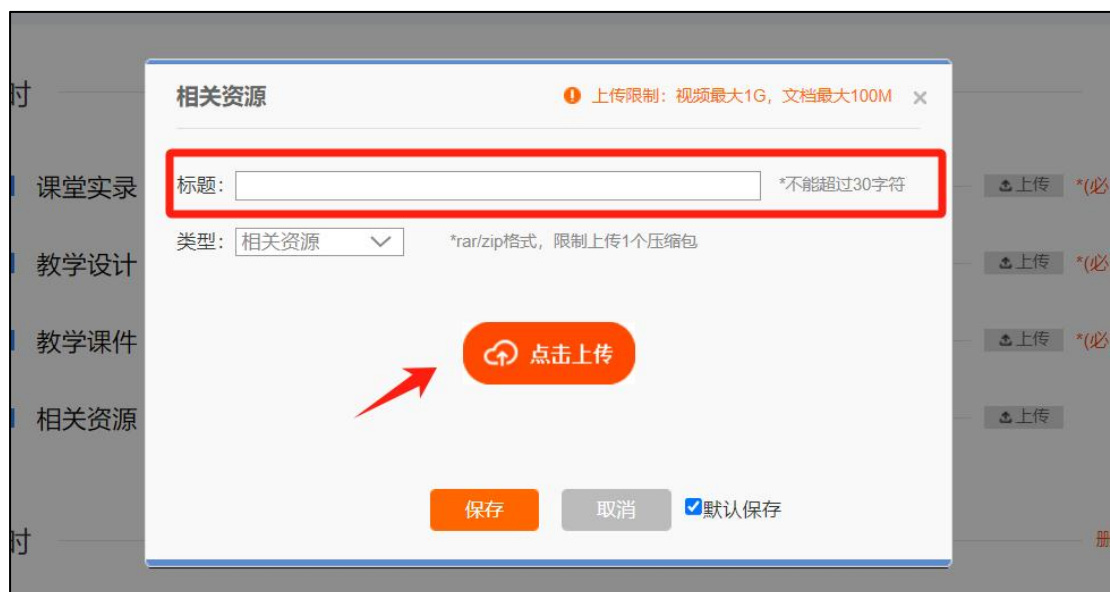 时
相关资源
上传限制：视频最大1G，文档最大100M
标题：
*不能超过30字符
课堂实录
上传 *(必
类型：相关资源
*rar/zip格式，限制上传1个压缩包
教学设计
上传 *(必
点击上传
教学课件
上传 *(必
相关资源
上传
保存
取消
默认保存
时